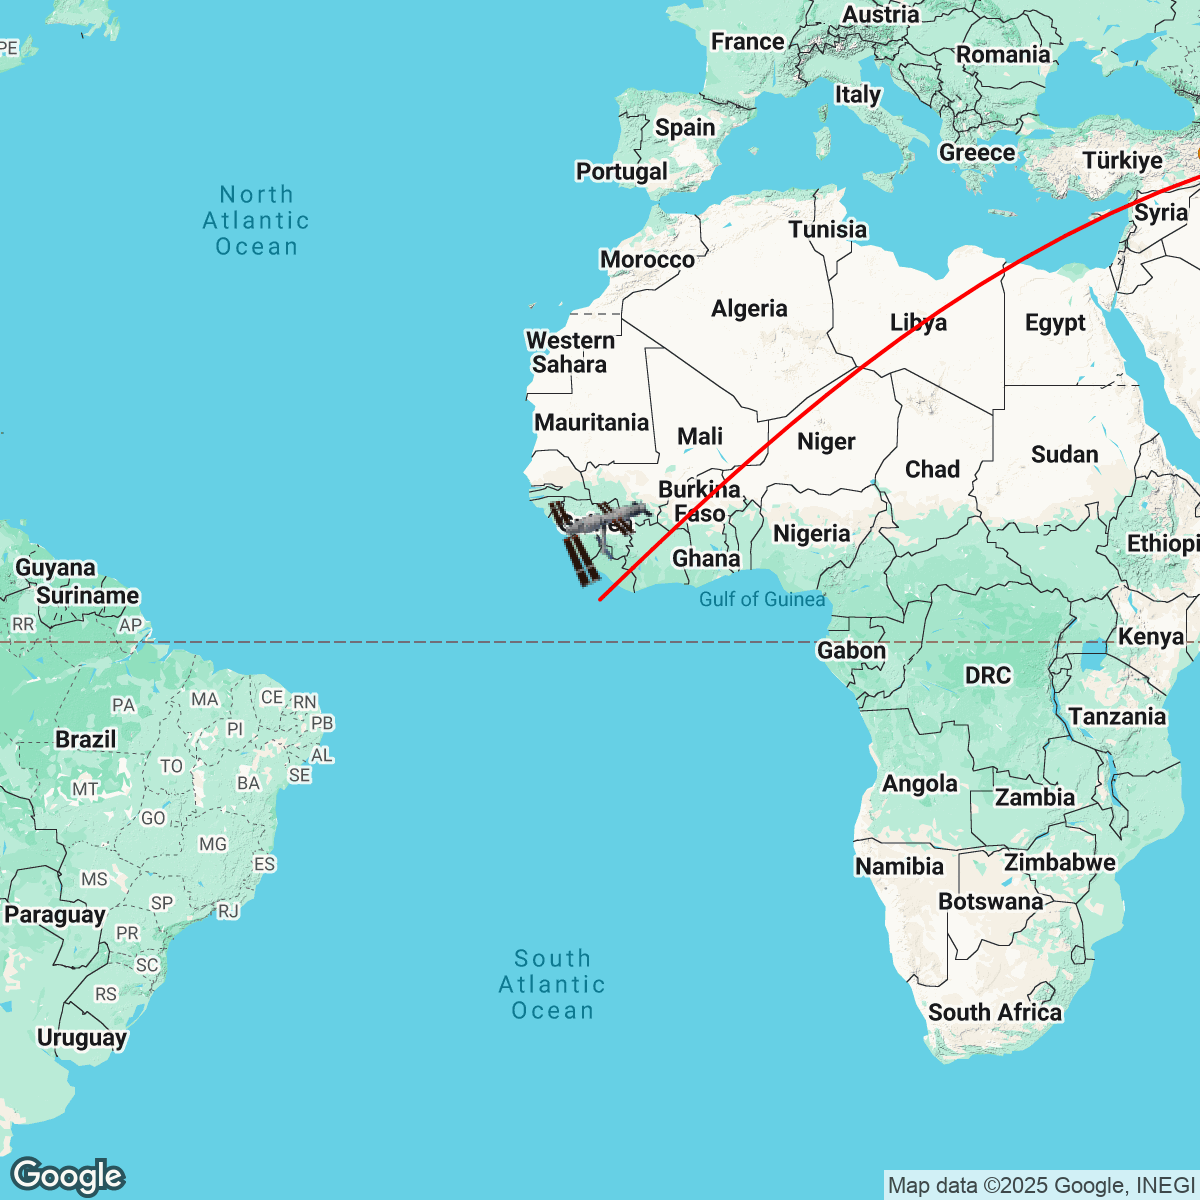 Austria
France
PE
Romania
Italy
Spain
Greece
Türkiye
Portugal
North
Atlantic
Ocean
Syria
Tunisia
Morocco
Algeria
Libya
Egypt
Western
Sahara
Mauritania
Mali
Niger
Sudan
Chad
Burkina
Faso
Nigeria
Ghana
Ethiopi
Guyana
Suriname
Gulf of Guinea
RR
AP
Kenya
Gabon
DRC
PA
MA
CE
RN
PB
PI
Tanzania
Brazil
AL
TO
SE
BA
MT
Angola
Zambia
GO
MG
ES
Namibia
Zimbabwe
MS
SP
RJ
Botswana
Paraguay
PR
SC
South
Atlantic
Ocean
RS
South Africa
Uruguay
Google
Map data ©2025 Google, INEGI